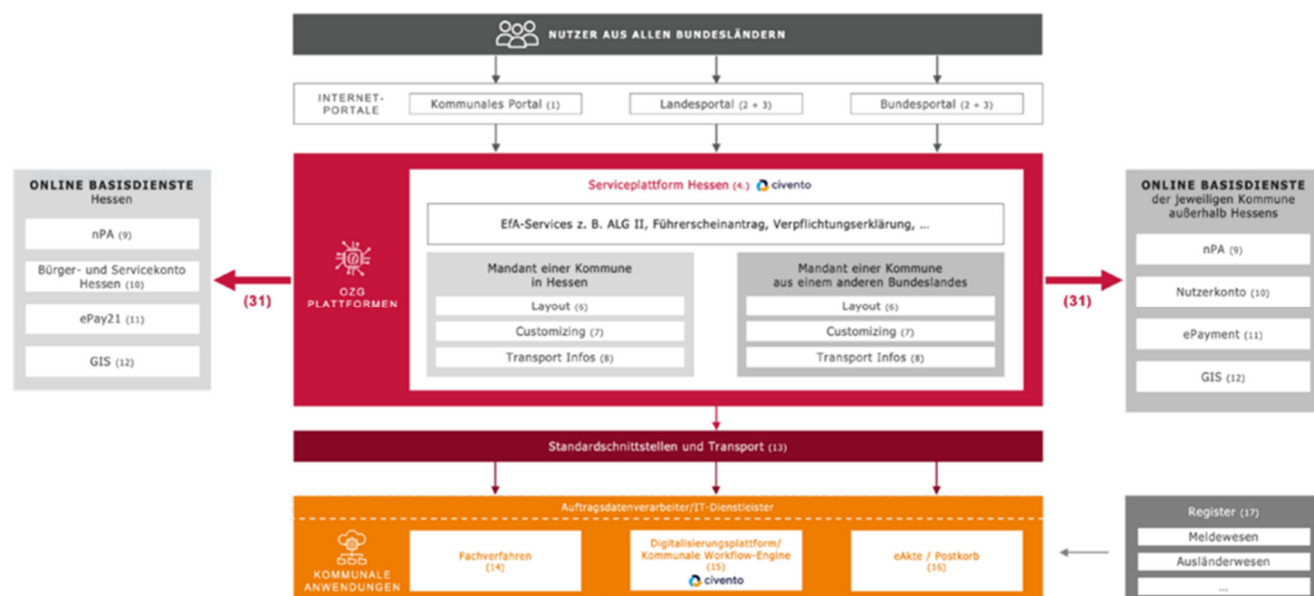 NUTZER AUS ALLEN BUNDESLÄNDERN
INTERNET-
PORTALE
Kommunales Portal (1)
Landesportal (2 + 3)
Bundesportal (2 + 3)
ONLINE BASISDIENSTE
Hessen
nPA (9)
Bürger- und Servicekonto
Hessen (10)
ePay21 (11)
GIS (12)
(31)
OZG
PLATTFORMEN
Serviceplattform Hessen (4.) civento
EfA-Services z. B. ALG II, Führerscheinantrag, Verpflichtungserklärung, ...
Mandant einer Kommune
in Hessen
Layout (6)
Customizing (7)
Transport Infos (8)
Mandant einer Kommune
aus einem anderen Bundeslandes
Layout (6)
Customizing (7)
Transport Infos (8)
(31)
ONLINE BASISDIENSTE
der jeweiligen Kommune
außerhalb Hessens
nPA (9)
Nutzerkonto (10)
ePayment (11)
GIS (12)
Standardschnittstellen und Transport (13)
Auftragsdatenverarbeiter/IT-Dienstleister
KOMMUNALE
ANWENDUNGEN
Fachverfahren
(14)
Digitalisierungsplattform/
Kommunale Workflow-Engine
(15)
civento
eAkte / Postkorb
(16)
Register (17)
Meldewesen
Ausländerwesen
...